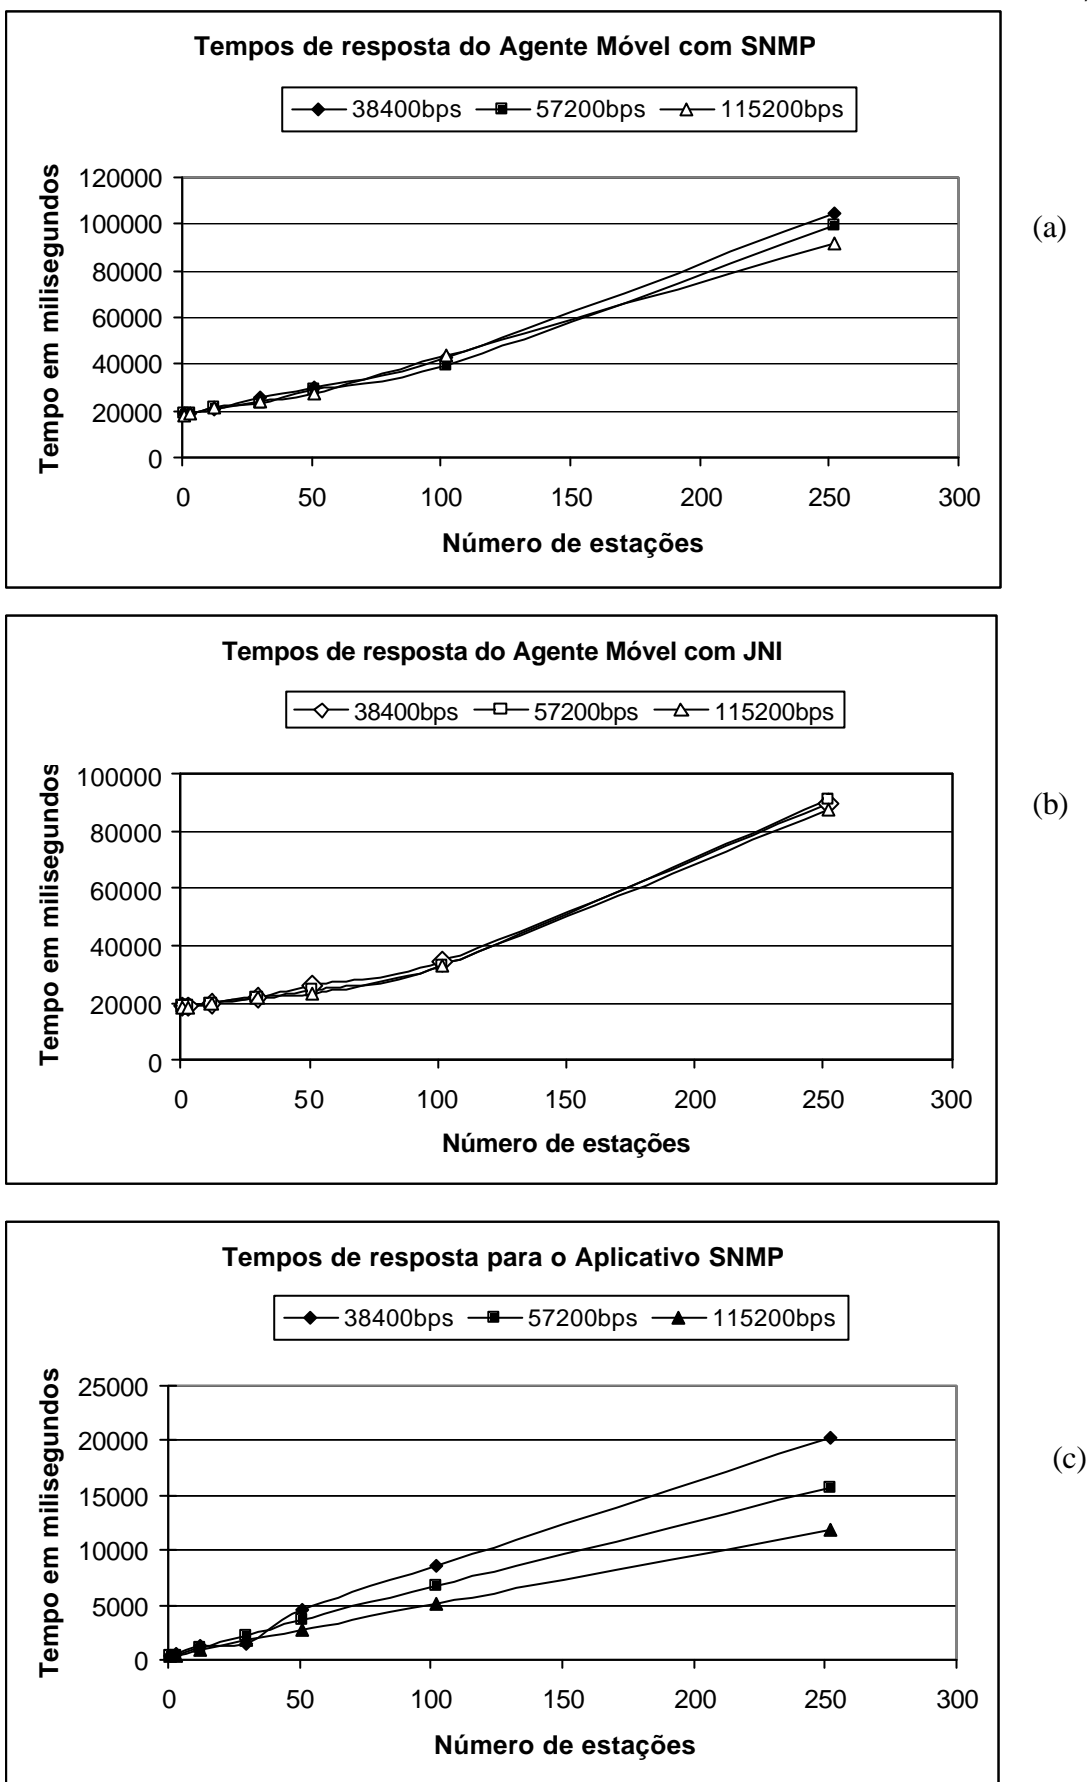 Tempos de resposta do Agente Móvel com SNMP
38400bps 57200bps 115200bps
Tempo em milisegundos
120000
100000
80000
60000
40000
20000
0
0 50 100 150 200 250 300
Número de estações
(a)
Tempos de resposta do Agente Móvel com JNI
38400bps 57200bps 115200bps
Tempo em milisegundos
100000
80000
60000
40000
20000
0
0 50 100 150 200 250 300
Número de estações
(b)
Tempos de resposta para o Aplicativo SNMP
38400bps 57200bps 115200bps
Tempo em milisegundos
25000
20000
15000
10000
5000
0
0 50 100 150 200 250 300
Número de estações
(c)